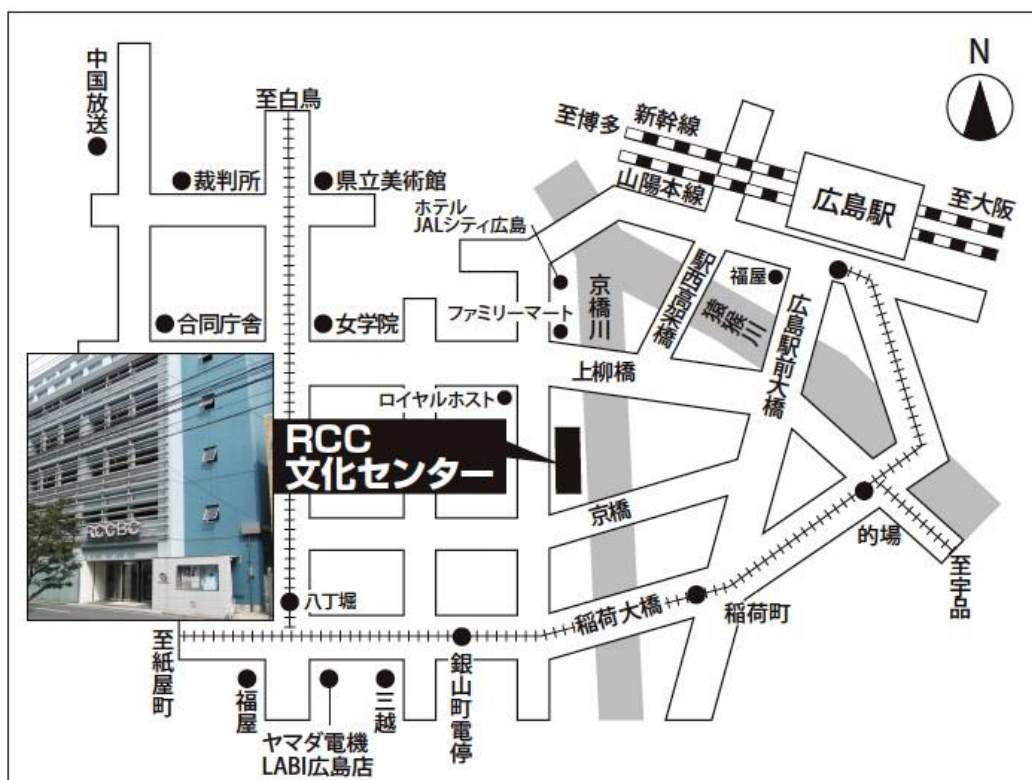 中国放送
至白鳥
裁判所
県立美術館
ホテル
JALシティ広島
至博多
新幹線
山陽本線
広島駅
至大阪
N
合同庁舎
女学院
ファミリーマート
京橋川
駅西高架橋
福屋
猿猴川
広島駅前大橋
上柳橋
ロイヤルホスト
RCC
文化センター
RCCBC
京橋
的場
至宇品
八丁堀
稲荷大橋
稲荷町
至紙屋町
福屋
ヤマダ電機
LABI広島店
三越
銀山町電停